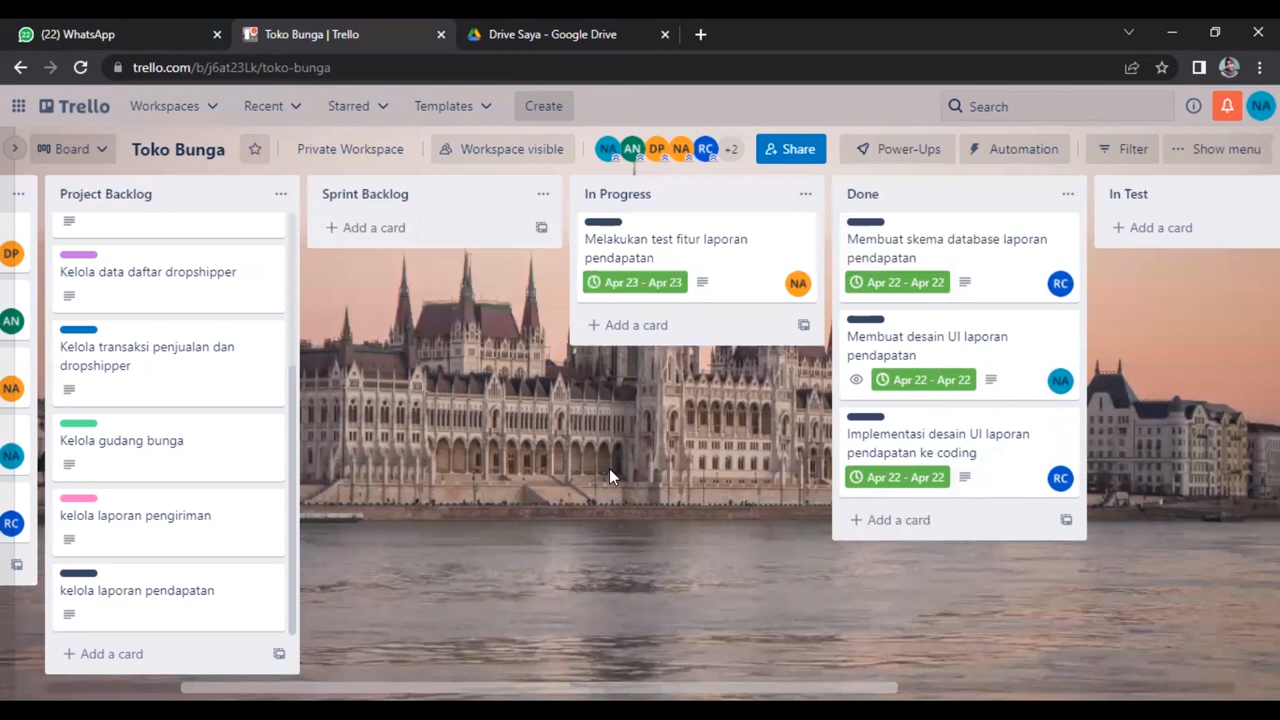 (22) WhatsApp
Toko Bunga | Trello
Drive Saya - Google Drive
trello.com/b/j6at23Lk/toko-bunga
Trello
Workspaces
Recent
Starred
Templates
Create
Search
NA
Board
Toko Bunga
Private Workspace
Workspace visible
NA
AN
DP
NA
RC
+2
Share
Power-Ups
Automation
Filter
Show menu
DP
AN
NA
NA
RC
Project Backlog
Kelola data daftar dropshipper
Kelola transaksi penjualan dan
dropshipper
Kelola gudang bunga
kelola laporan pengiriman
kelola laporan pendapatan
+ Add a card
Sprint Backlog
+ Add a card
In Progress
Melakukan test fitur laporan
pendapatan
Apr 23 - Apr 23
NA
+ Add a card
Done
Membuat skema database laporan
pendapatan
Apr 22 - Apr 22
RC
Membuat desain UI laporan
pendapatan
Apr 22 - Apr 22
NA
Implementasi desain UI laporan
pendapatan ke coding
Apr 22 - Apr 22
RC
+ Add a card
In Test
+ Add a card